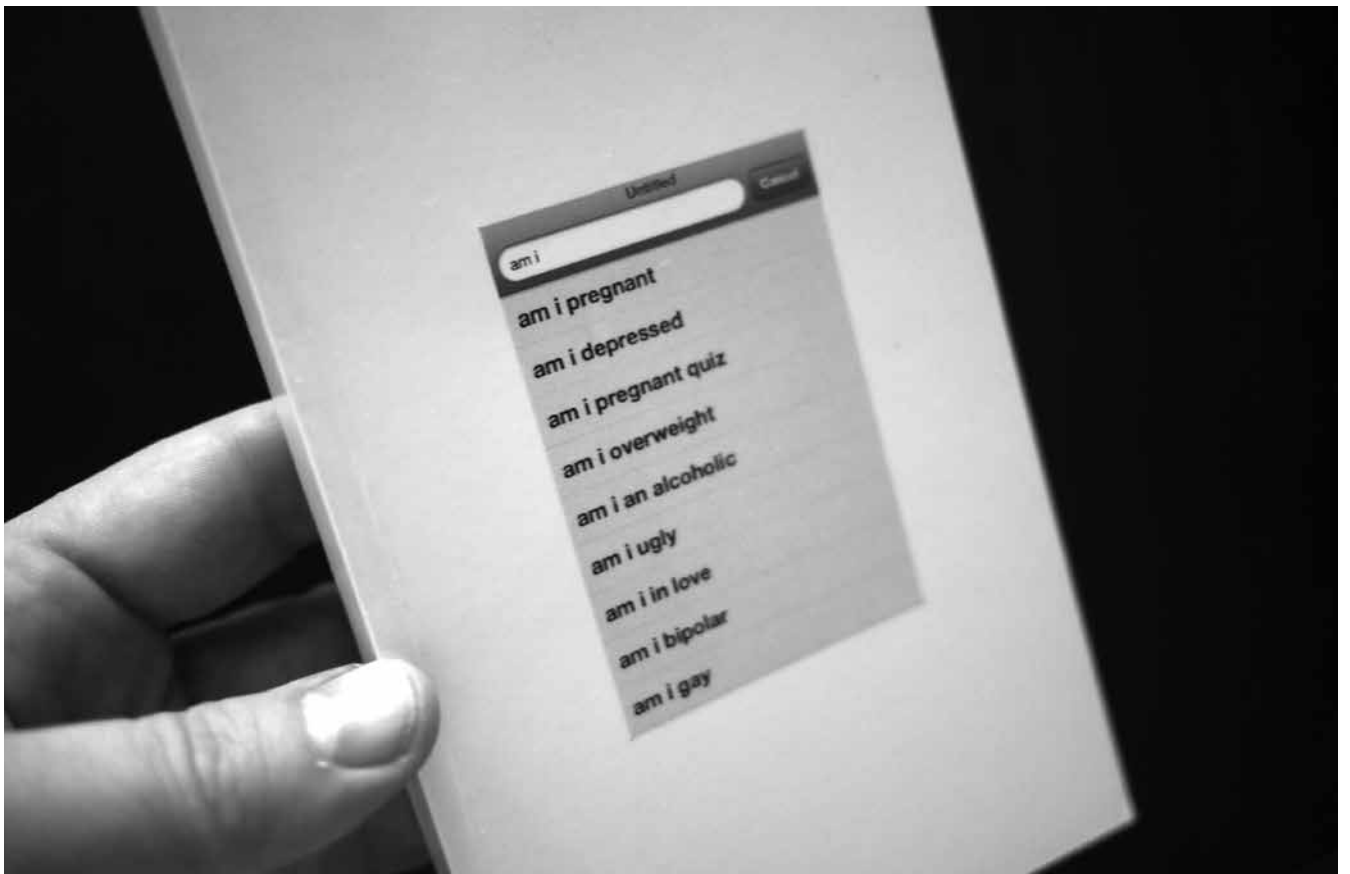 Untitled
am i
Cancel
am i pregnant
am i depressed
am i pregnant quiz
am i overweight
am i an alcoholic
am i ugly
am i in love
am i bipolar
am i gay